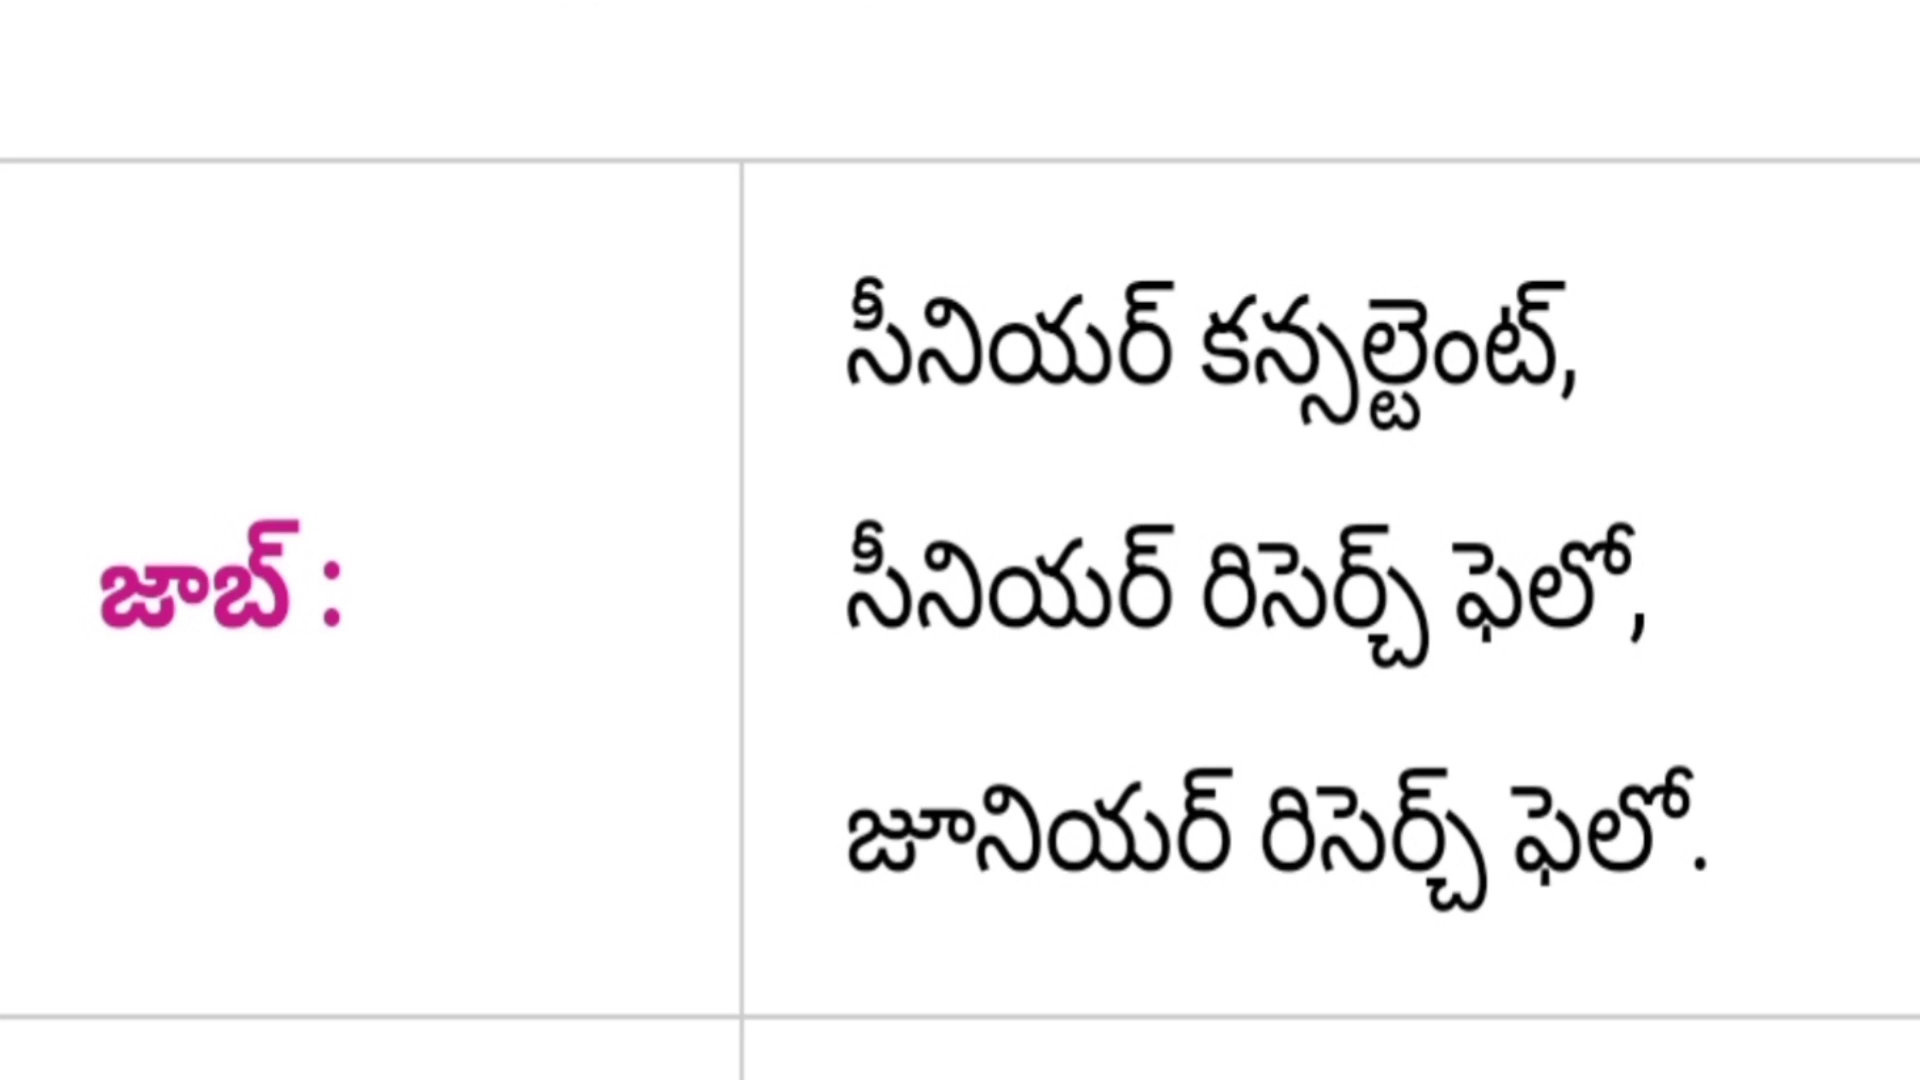 జాబ్ :
సీనియర్ కన్సల్టెంట్,
సీనియర్ రిసెర్చ్ ఫెలో,
జూనియర్ రిసెర్చ్ ఫెలో.